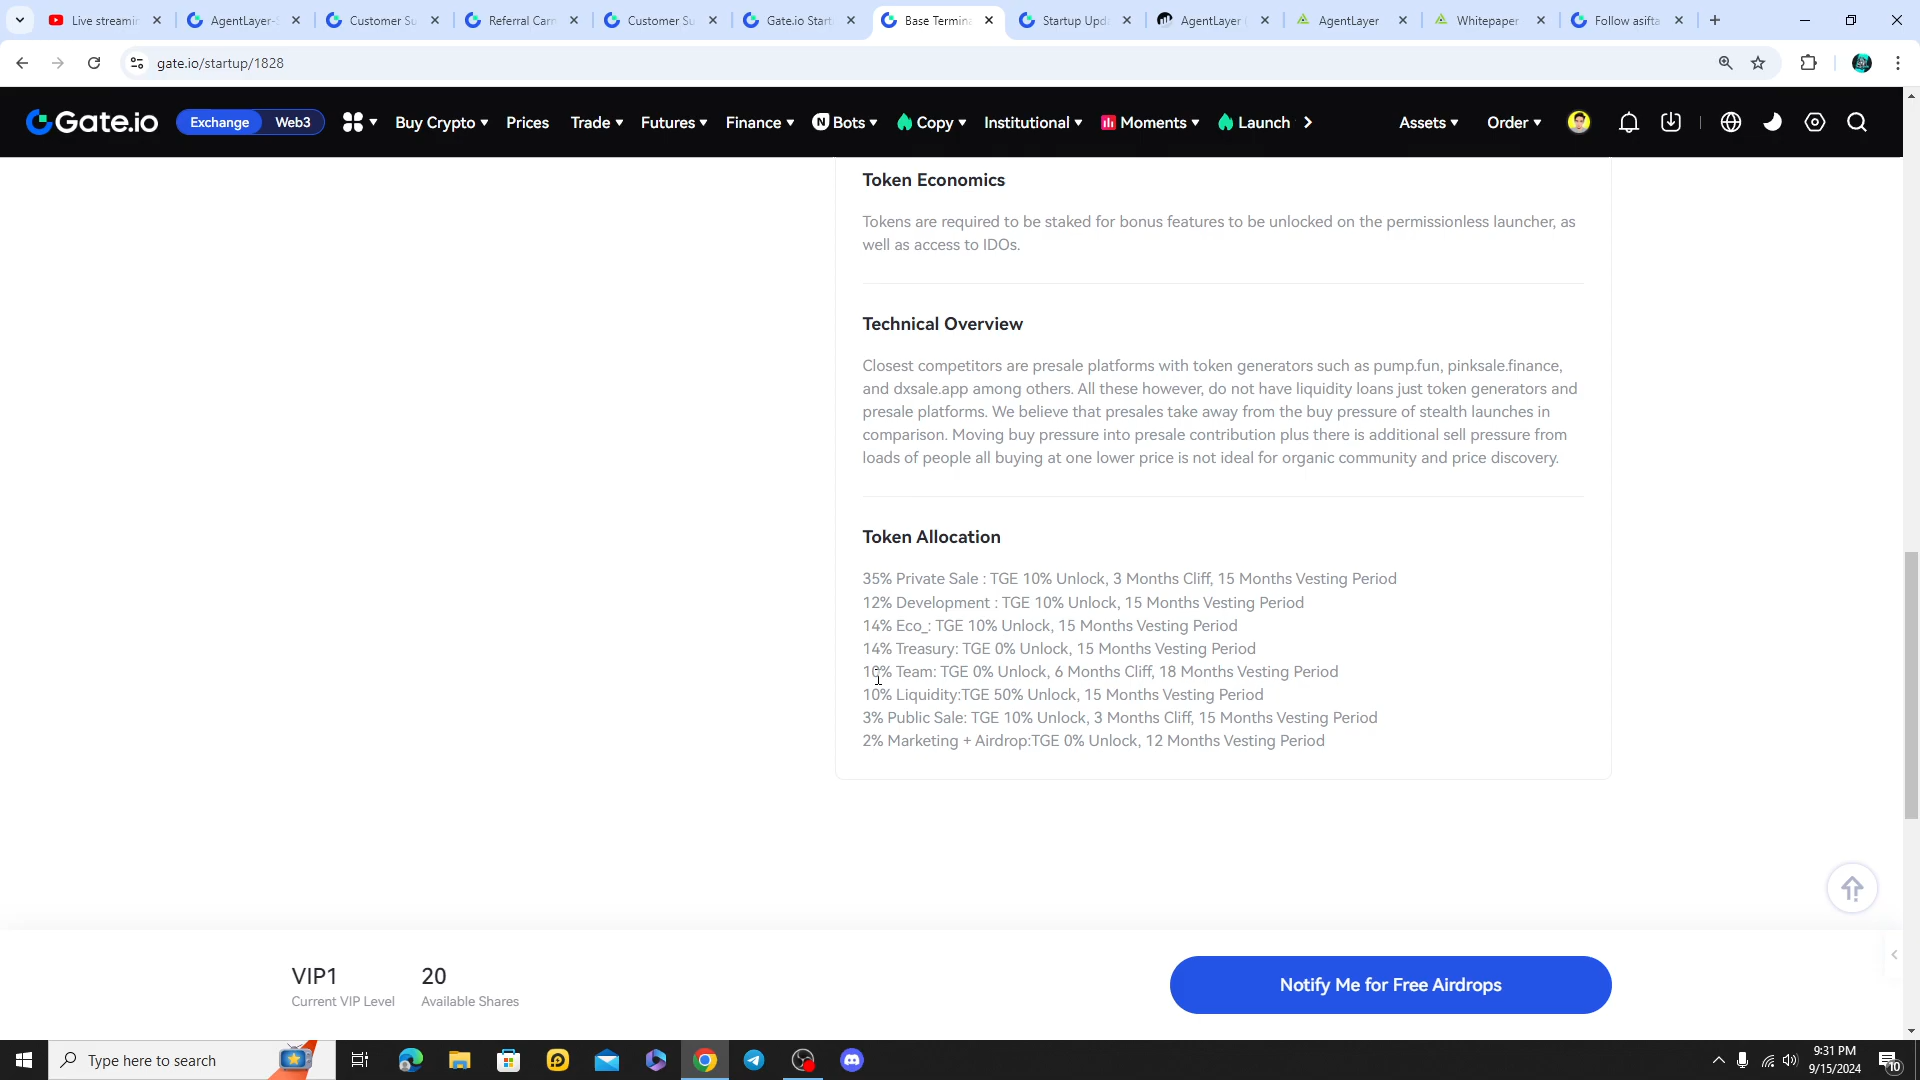 Live streamin
AgentLayer-
Customer Su
Referral Cam
Customer Su
Gate.io Start
Base Termina
Startup Upda
AgentLayer
AgentLayer
Whitepaper
Follow asifta
gate.io/startup/1828
Gate.io
Exchange
Web3
Buy Crypto
Prices
Trade
Futures
Finance
Bots
Copy
Institutional
Moments
Launch
Assets
Order
Token Economics
Tokens are required to be staked for bonus features to be unlocked on the permissionless launcher, as
well as access to IDOs.
Technical Overview
Closest competitors are presale platforms with token generators such as pump.fun, pinksale.finance,
and dxsale.app among others. All these however, do not have liquidity loans just token generators and
presale platforms. We believe that presales take away from the buy pressure of stealth launches in
comparison. Moving buy pressure into presale contribution plus there is additional sell pressure from
loads of people all buying at one lower price is not ideal for organic community and price discovery.
Token Allocation
35% Private Sale : TGE 10% Unlock, 3 Months Cliff, 15 Months Vesting Period
12% Development : TGE 10% Unlock, 15 Months Vesting Period
14% Eco_: TGE 10% Unlock, 15 Months Vesting Period
14% Treasury: TGE 0% Unlock, 15 Months Vesting Period
10% Team: TGE 0% Unlock, 6 Months Cliff, 18 Months Vesting Period
10% Liquidity:TGE 50% Unlock, 15 Months Vesting Period
3% Public Sale: TGE 10% Unlock, 3 Months Cliff, 15 Months Vesting Period
2% Marketing + Airdrop:TGE 0% Unlock, 12 Months Vesting Period
VIP1
20
Current VIP Level
Available Shares
Notify Me for Free Airdrops
Type here to search
9:31 PM
9/15/2024
10